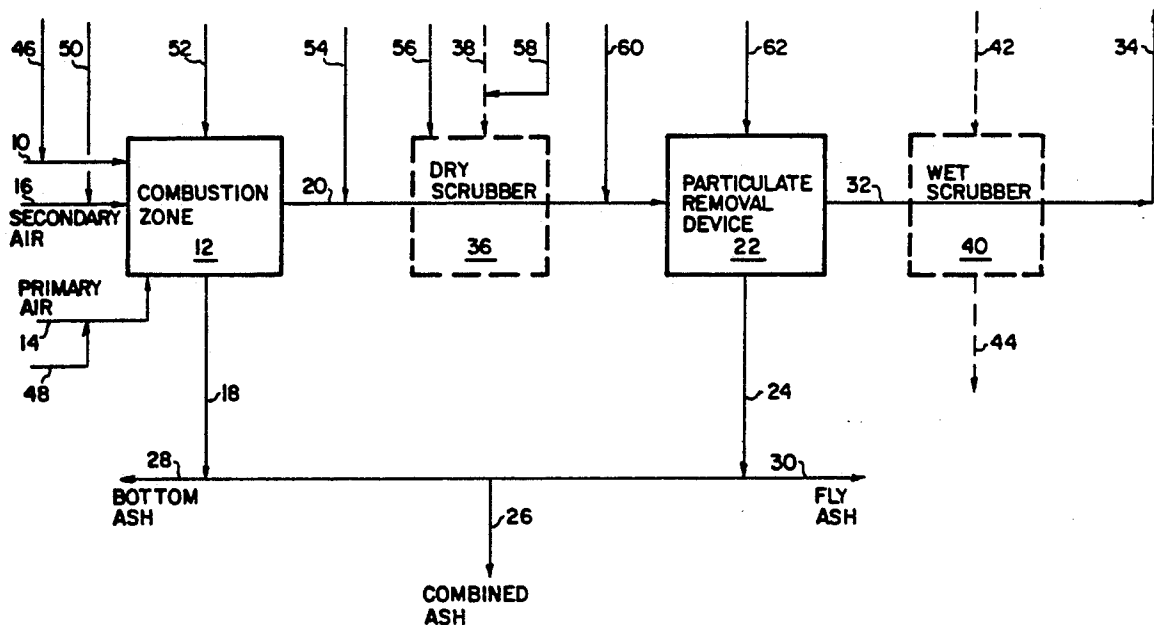 46
50
52
54
56
38
58
60
62
42
34
10
16
SECONDARY
AIR
COMBUSTION
ZONE
12
20
DRY
SCRUBBER
36
PARTICULATE
REMOVAL
DEVICE
22
32
WET
SCRUBBER
40
PRIMARY
AIR
14
48
18
24
44
28
30
BOTTOM
ASH
FLY
ASH
26
COMBINED
ASH